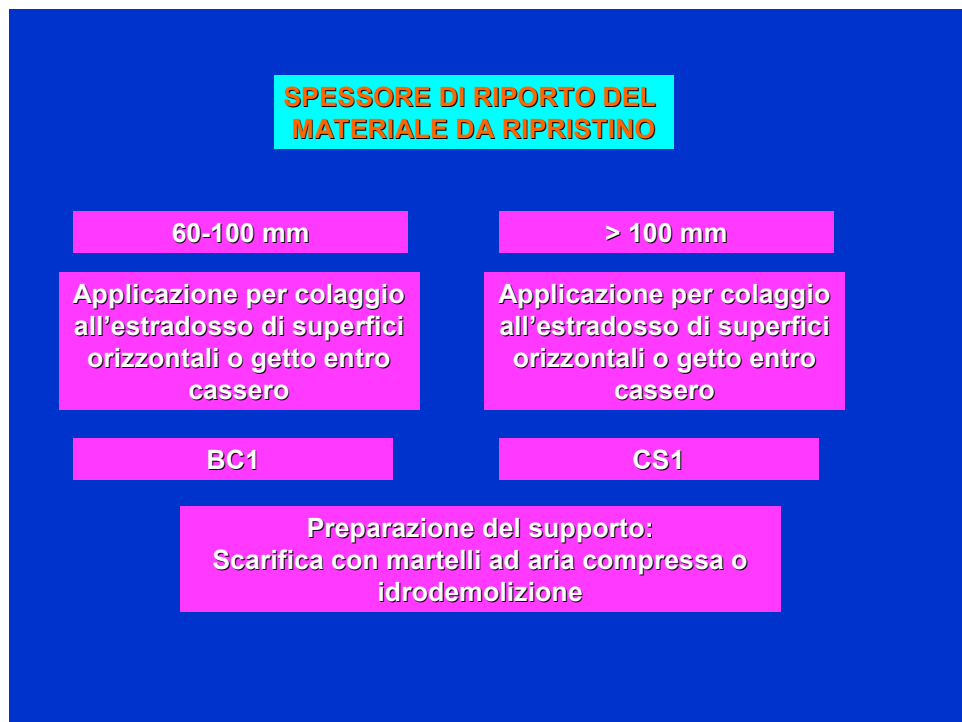 SPESSORE DI RIPORTO DEL
MATERIALE DA RIPRISTINO
60-100 mm
> 100 mm
Applicazione per colaggio
all’estradosso di superfici
orizzontali o getto entro
cassero
Applicazione per colaggio
all’estradosso di superfici
orizzontali o getto entro
cassero
BC1
CS1
Preparazione del supporto:
Scarifica con martelli ad aria compressa o
idrodemolizione